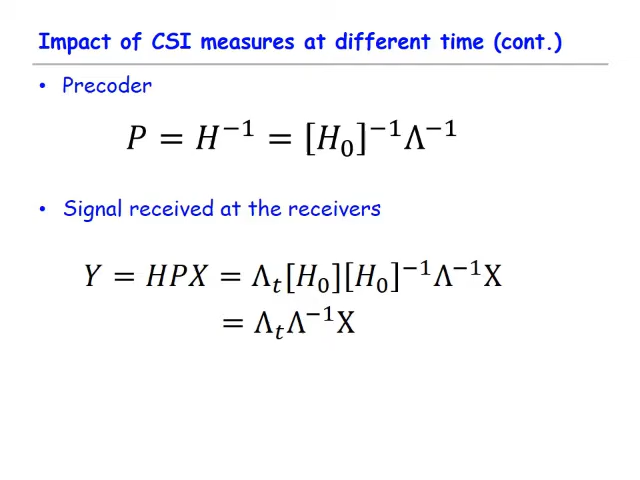 Impact of CSI measures at different time (cont.)
• Precoder
P = H⁻¹ = [H₀]⁻¹Λ⁻¹
• Signal received at the receivers
Y = HPX = Λₜ[H₀][H₀]⁻¹Λ⁻¹X
= ΛₜΛ⁻¹X